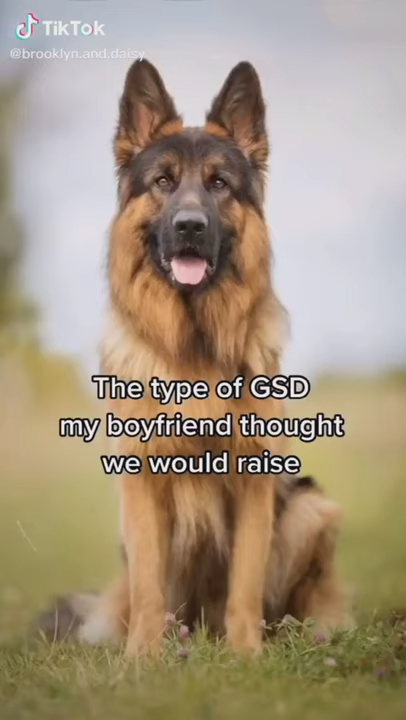 TikTok
@brooklyn.and.daisy
The type of GSD
my boyfriend thought
we would raise